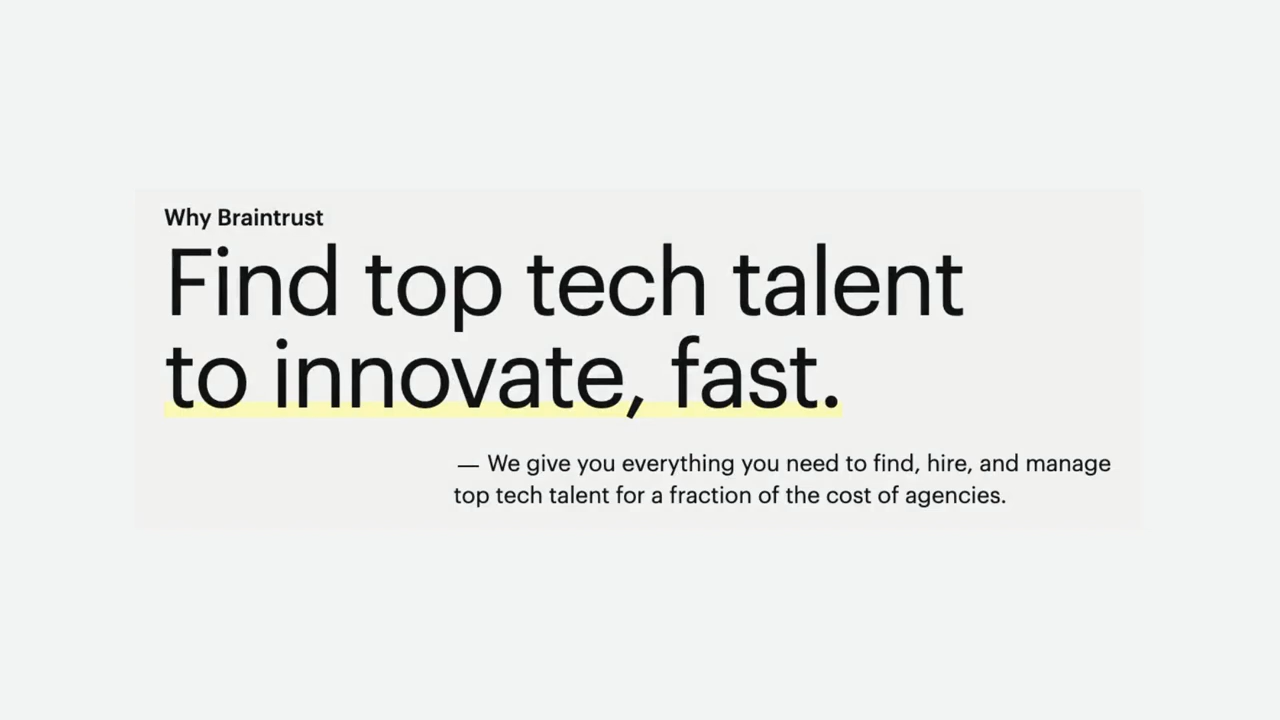 Why Braintrust
Find top tech talent
to innovate, fast.
— We give you everything you need to find, hire, and manage
top tech talent for a fraction of the cost of agencies.